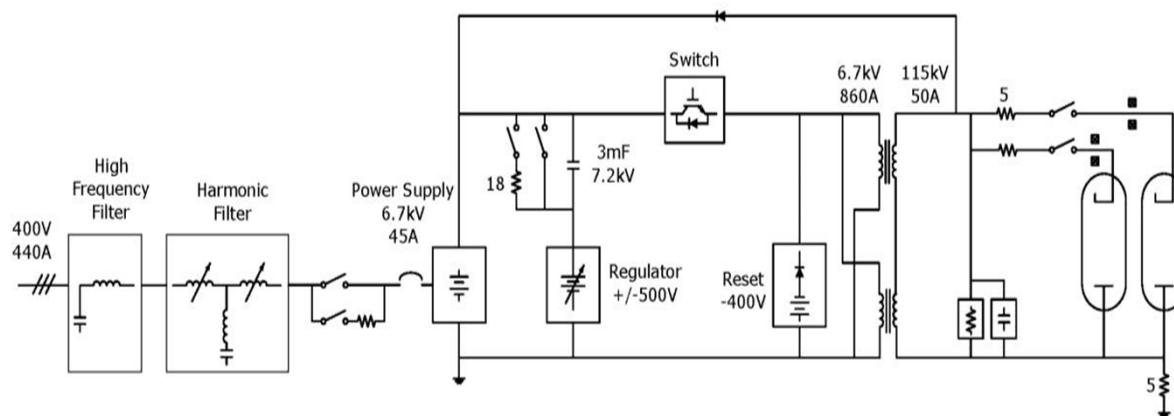 High
Frequency
Filter
400V
440A
Harmonic
Filter
Power Supply
6.7kV
45A
18
3mF
7.2kV
Regulator
+/-500V
Switch
Reset
-400V
6.7kV
860A
115kV
50A
5
5